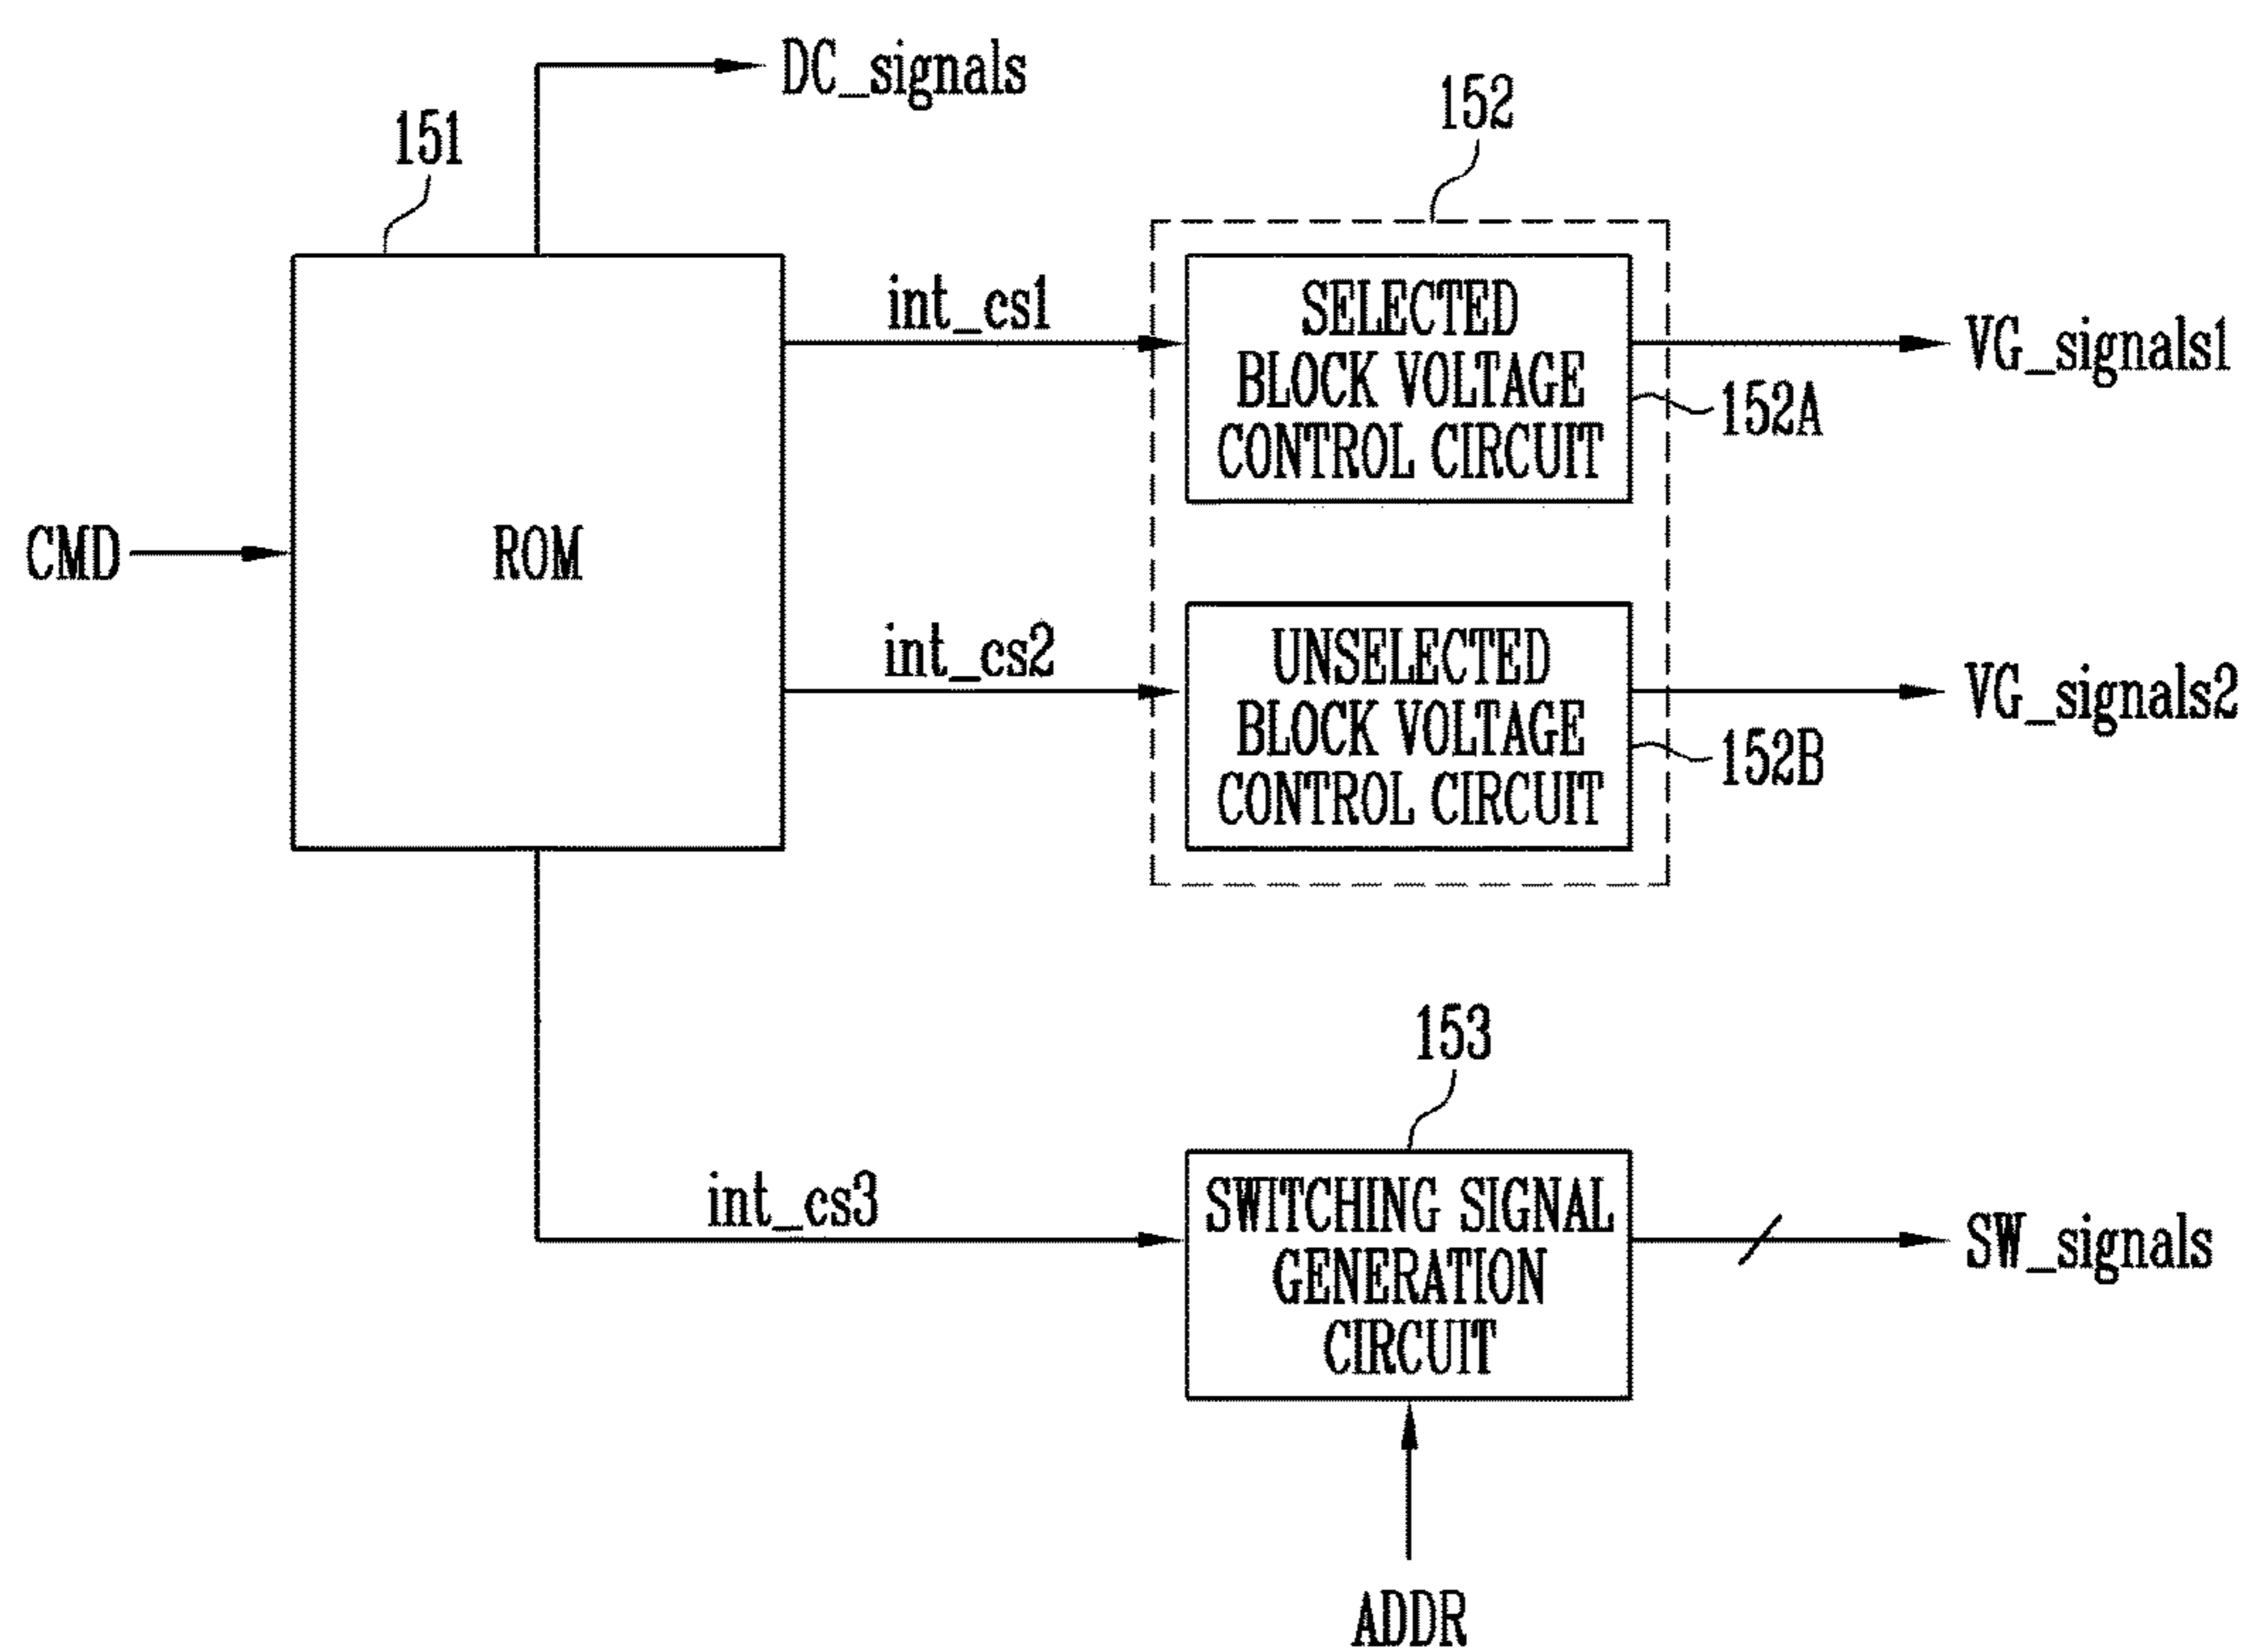 DC_signals
151
152
int_cs1
SELECTED
BLOCK VOLTAGE
CONTROL CIRCUIT
VG_signals1
152A
CMD
ROM
int_cs2
UNSELECTED
BLOCK VOLTAGE
CONTROL CIRCUIT
VG_signals2
152B
153
int_cs3
SWITCHING SIGNAL
GENERATION
CIRCUIT
SW_signals
ADDR